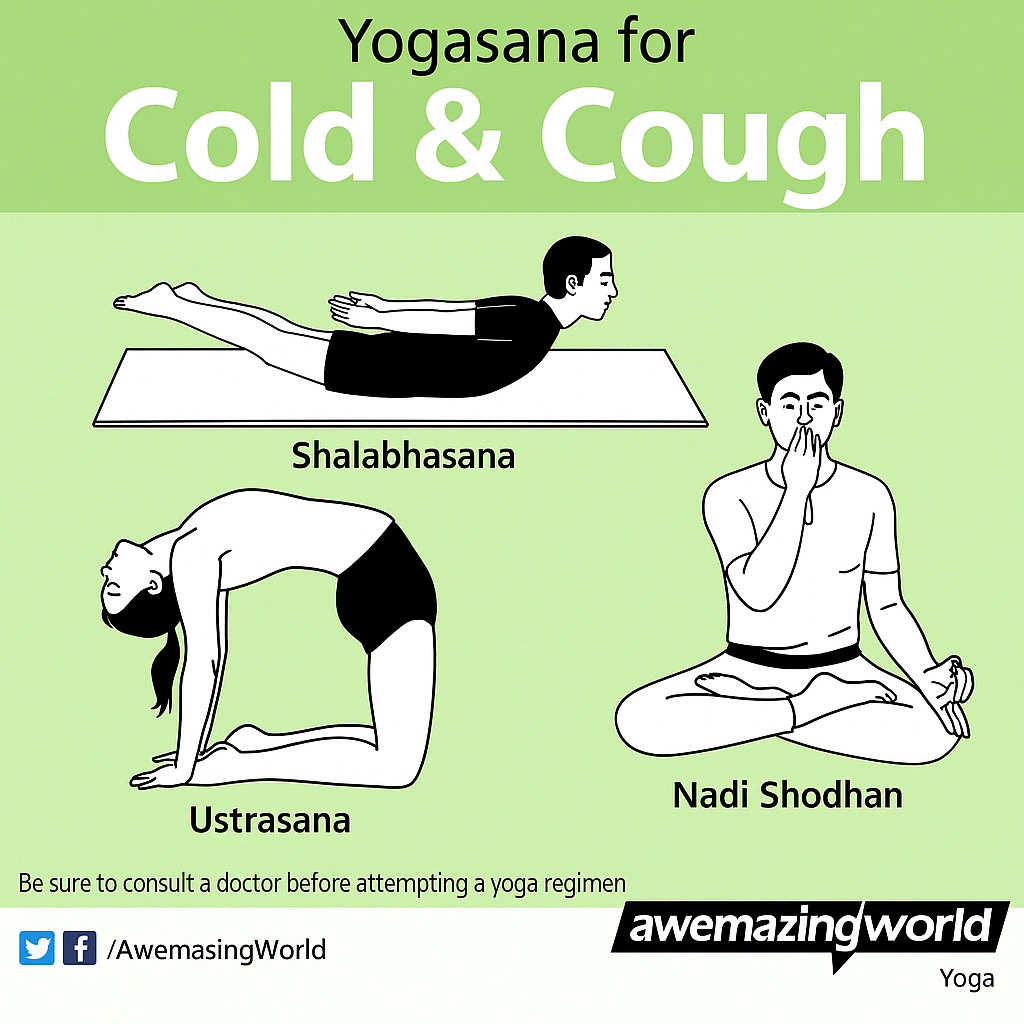 Yogasana for
Cold & Cough
Shalabhasana
Ustrasana
Nadi Shodhan
Be sure to consult a doctor before attempting a yoga regimen
/AwemasingWorld
awemazingworld
Yoga